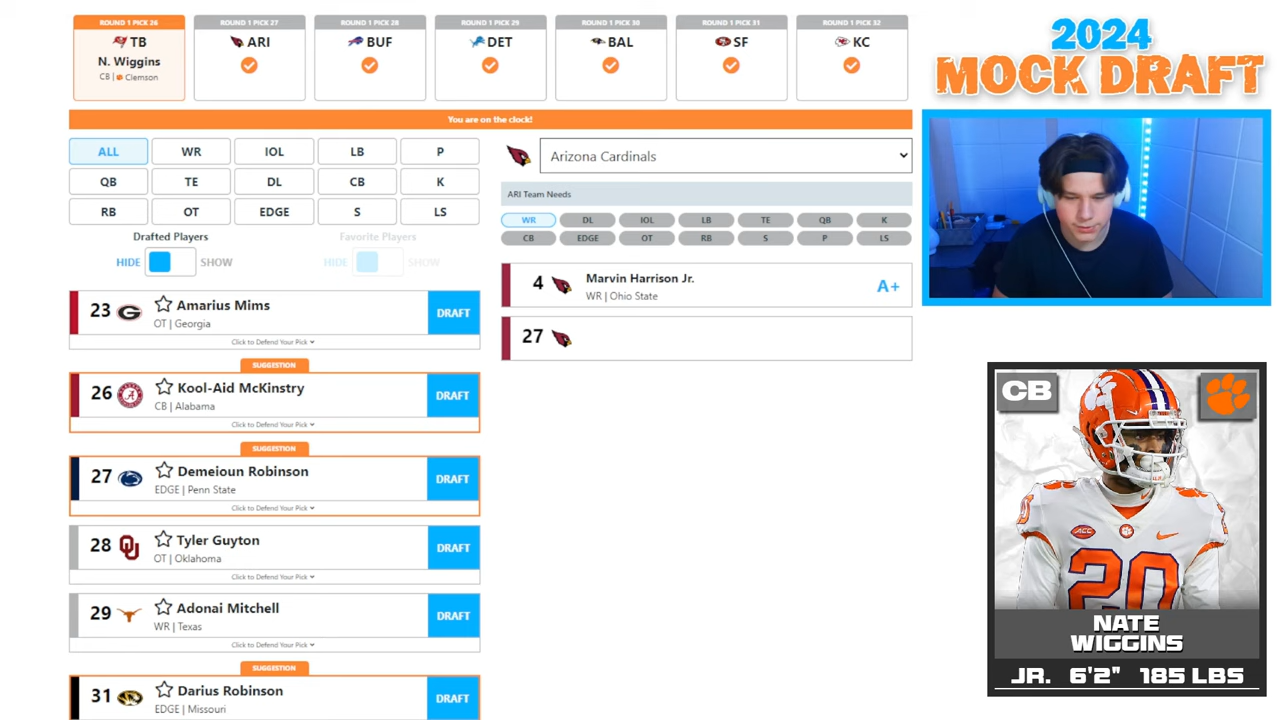 ROUND 1 PICK 26
TB
N. Wiggins
CB | Clemson
ROUND 1 PICK 27
ARI
ROUND 1 PICK 28
BUF
ROUND 1 PICK 29
DET
ROUND 1 PICK 30
BAL
ROUND 1 PICK 31
SF
ROUND 1 PICK 32
KC
2024
MOCK DRAFT
You are on the clock!
ALL WR IOL LB P
QB TE DL CB K
RB OT EDGE S LS
Drafted Players
HIDE SHOW
Favorite Players
HIDE SHOW
Arizona Cardinals
ARI Team Needs
WR DL IOL LB TE QB K
CB EDGE OT RB S P LS
4 Marvin Harrison Jr. A+
WR | Ohio State
27
23 Amarius Mims DRAFT
OT | Georgia
Click to Defend Your Pick
SUGGESTION
26 Kool-Aid McKinstry DRAFT
CB | Alabama
Click to Defend Your Pick
SUGGESTION
27 Demeioun Robinson DRAFT
EDGE | Penn State
Click to Defend Your Pick
28 Tyler Guyton DRAFT
OT | Oklahoma
Click to Defend Your Pick
29 Adonai Mitchell DRAFT
WR | Texas
Click to Defend Your Pick
SUGGESTION
31 Darius Robinson DRAFT
EDGE | Missouri
CB
ACC
20
NATE
WIGGINS
JR. 6'2" 185 LBS